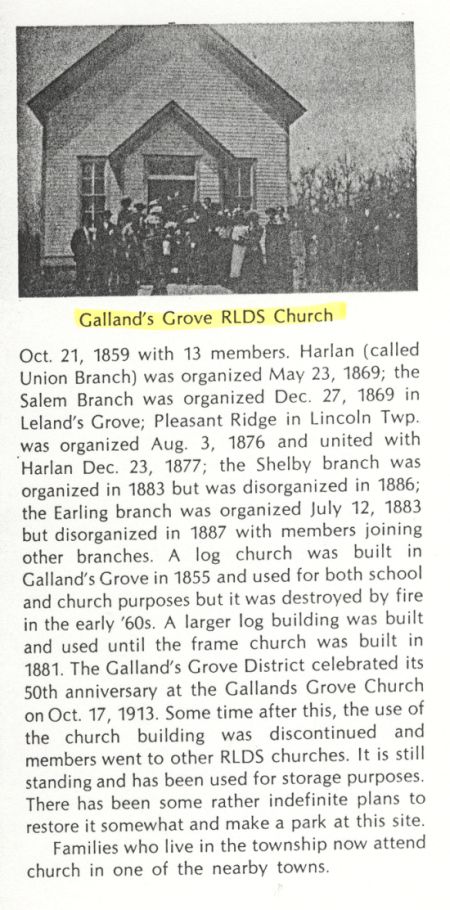 Galland's Grove RLDS Church
Oct. 21, 1859 with 13 members. Harlan (called
Union Branch) was organized May 23, 1869; the
Salem Branch was organized Dec. 27, 1869 in
Leland's Grove; Pleasant Ridge in Lincoln Twp.
was organized Aug. 3, 1876 and united with
Harlan Dec. 23, 1877; the Shelby branch was
organized in 1883 but was disorganized in 1886;
the Earling branch was organized July 12, 1883
but disorganized in 1887 with members joining
other branches. A log church was built in
Galland's Grove in 1855 and used for both school
and church purposes but it was destroyed by fire
in the early '60s. A larger log building was built
and used until the frame church was built in
1881. The Galland's Grove District celebrated its
50th anniversary at the Gallands Grove Church
on Oct. 17, 1913. Some time after this, the use of
the church building was discontinued and
members went to other RLDS churches. It is still
standing and has been used for storage purposes.
There has been some rather indefinite plans to
restore it somewhat and make a park at this site.
Families who live in the township now attend
church in one of the nearby towns.